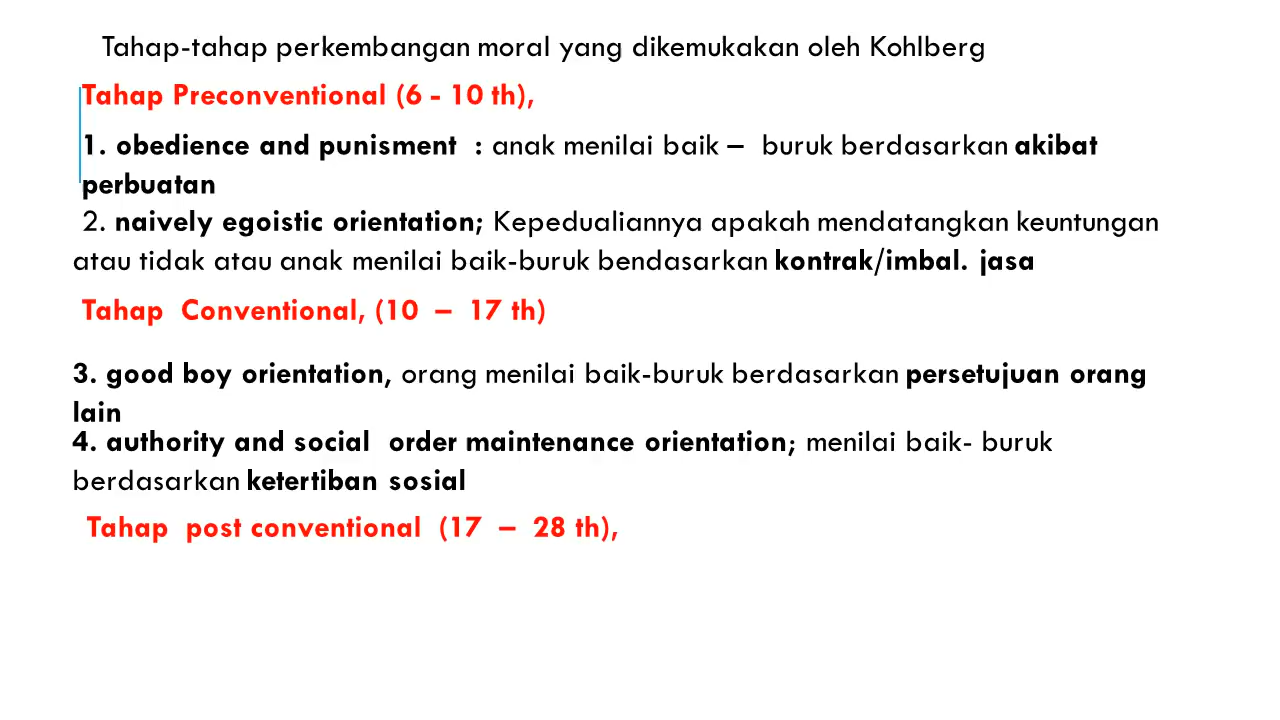 Tahap-tahap perkembangan moral yang dikemukakan oleh Kohlberg
Tahap Preconventional (6 - 10 th),
1. obedience and punisment : anak menilai baik – buruk berdasarkan akibat
perbuatan
2. naively egoistic orientation; Kepedualiannya apakah mendatangkan keuntungan
atau tidak atau anak menilai baik-buruk bendasarkan kontrak/imbal. jasa
Tahap Conventional, (10 – 17 th)
3. good boy orientation, orang menilai baik-buruk berdasarkan persetujuan orang
lain
4. authority and social order maintenance orientation; menilai baik- buruk
berdasarkan ketertiban sosial
Tahap post conventional (17 – 28 th),